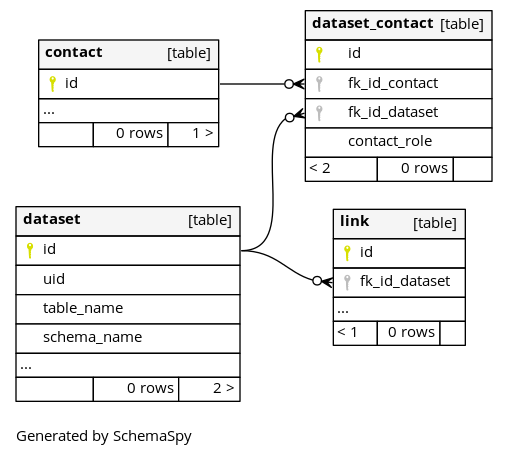 contact [table]
id
...
0 rows 1 >
dataset_contact [table]
id
fk_id_contact
fk_id_dataset
contact_role
< 2 0 rows
dataset [table]
id
uid
table_name
schema_name
...
0 rows 2 >
link [table]
id
fk_id_dataset
...
< 1 0 rows
Generated by SchemaSpy